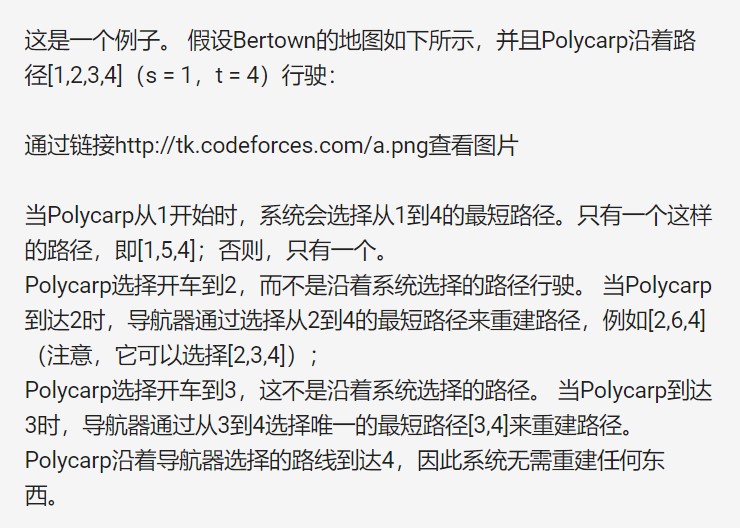 这是一个例子。 假设Bertown的地图如下所示，并且Polycarp沿着路
径[1,2,3,4]（s = 1，t = 4）行驶：
通过链接http://tk.codeforces.com/a.png查看图片
当Polycarp从1开始时，系统会选择从1到4的最短路径。只有一个这样
的路径，即[1,5,4]；否则，只有一个。
Polycarp选择开车到2，而不是沿着系统选择的路径行驶。 当Polycarp
到达2时，导航器通过选择从2到4的最短路径来重建路径，例如[2,6,4]
（注意，它可以选择[2,3,4]）；
Polycarp选择开车到3，这不是沿着系统选择的路径。 当Polycarp到达
3时，导航器通过从3到4选择唯一的最短路径[3,4]来重建路径。
Polycarp沿着导航器选择的路线到达4，因此系统无需重建任何东
西。